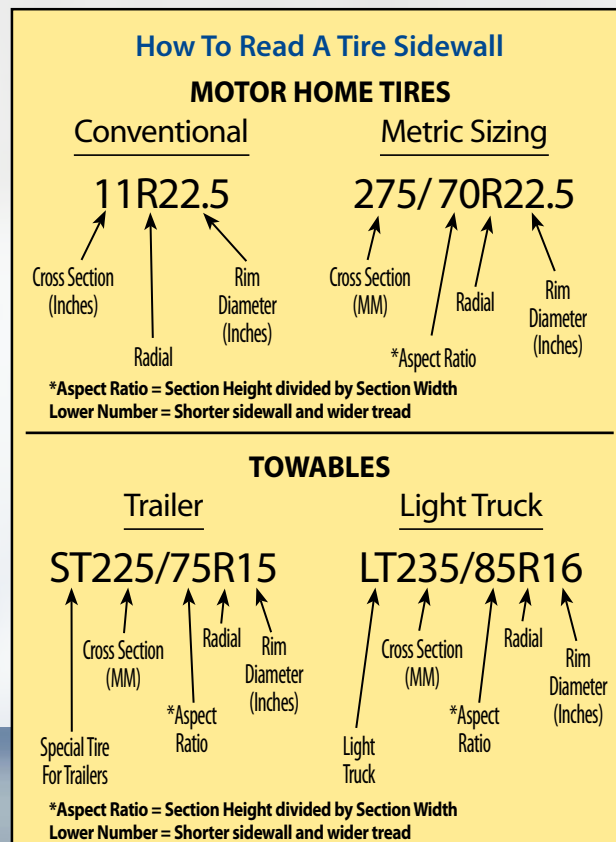 How To Read A Tire Sidewall
MOTOR HOME TIRES
Conventional
11R22.5
Cross Section
(Inches)
Radial
Rim
Diameter
(Inches)
Metric Sizing
275/70R22.5
Cross Section
(MM)
*Aspect Ratio
Radial
Rim
Diameter
(Inches)
*Aspect Ratio = Section Height divided by Section Width
Lower Number = Shorter sidewall and wider tread
TOWABLES
Trailer
ST225/75R15
Special Tire
For Trailers
Cross Section
(MM)
*Aspect
Ratio
Radial
Rim
Diameter
(Inches)
Light Truck
LT235/85R16
Light
Truck
Cross Section
(MM)
*Aspect
Ratio
Radial
Rim
Diameter
(Inches)
*Aspect Ratio = Section Height divided by Section Width
Lower Number = Shorter sidewall and wider tread